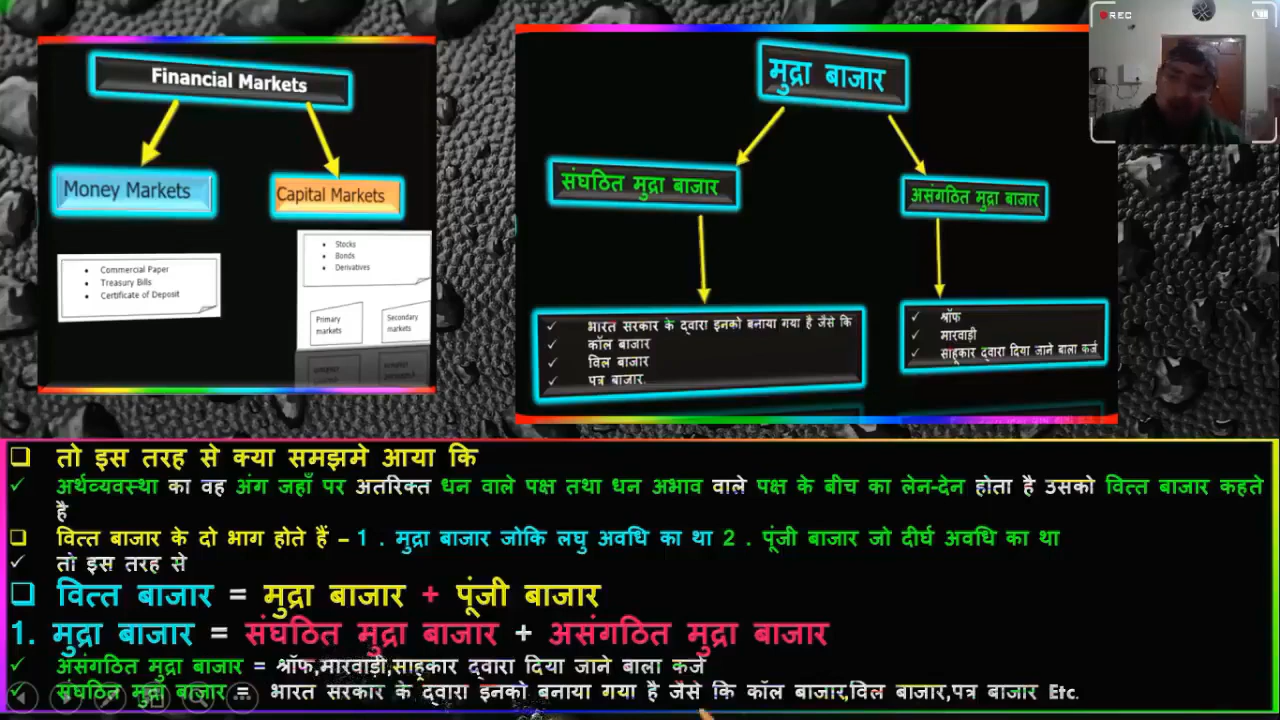 REC
Financial Markets
Money Markets
Capital Markets
Commercial Paper
Treasury Bills
Certificate of Deposit
Stocks
Bonds
Derivatives
Primary markets
Secondary markets
मुद्रा बाजार
संघठित मुद्रा बाजार
असंगठित मुद्रा बाजार
भारत सरकार के द्वारा इनको बनाया गया है जैसे कि
कॉल बाजार
विल बाजार
पत्र बाजार.
श्रॉफ
मारवाड़ी
साहूकार द्वारा दिया जाने बाला कर्ज
तो इस तरह से क्या समझमे आया कि
अर्थव्यवस्था का वह अंग जहाँ पर अतरिक्त धन वाले पक्ष तथा धन अभाव वाले पक्ष के बीच का लेन-देन होता है उसको वित्त बाजार कहते
है
वित्त बाजार के दो भाग होते हैं – 1 . मुद्रा बाजार जोकि लघु अवधि का था 2 . पूंजी बाजार जो दीर्घ अवधि का था
तो इस तरह से
वित्त बाजार = मुद्रा बाजार + पूंजी बाजार
1. मुद्रा बाजार = संघठित मुद्रा बाजार + असंगठित मुद्रा बाजार
असंगठित मुद्रा बाजार = श्रॉफ,मारवाड़ी,साहूकार द्वारा दिया जाने बाला कर्ज
संघठित मुद्रा बाजार = भारत सरकार के द्वारा इनको बनाया गया है जैसे कि कॉल बाजार,विल बाजार,पत्र बाजार Etc.